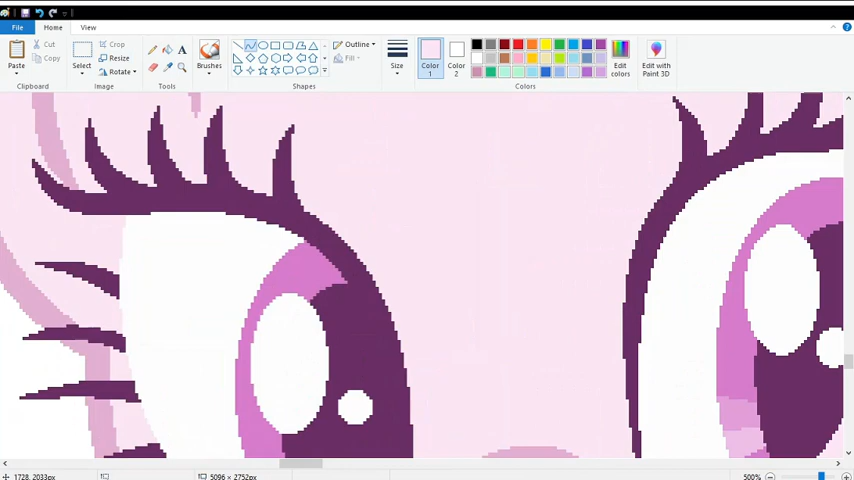 File Home View
Paste Cut Copy Clipboard
Select Crop Resize Rotate Image
Tools
Brushes
Outline Fill Shapes
Size
Color 1 Color 2 Edit colors Colors
Edit with Paint 3D
1728, 2033px 5096 × 2752px 500%